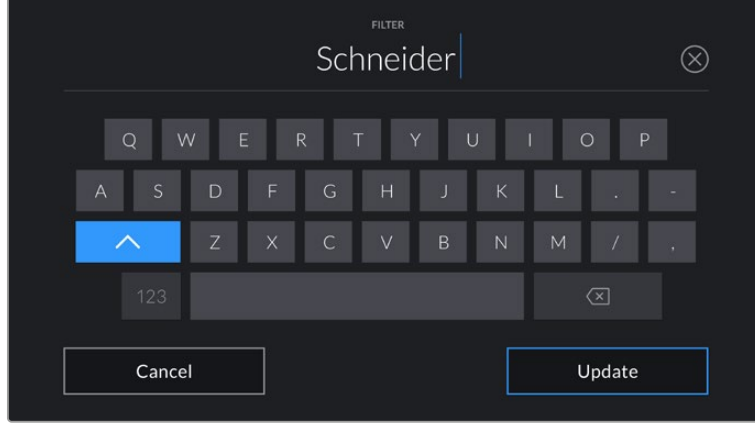 FILTER
Schneider
Q W E R T Y U I O P
A S D F G H J K L . -
Z X C V B N M / ,
123
Cancel Update